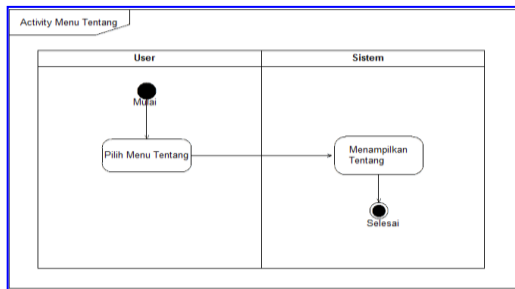 Activity Menu Tentang
User
Sistem
Mulai
Pilih Menu Tentang
Menampilkan
Tentang
Selesai